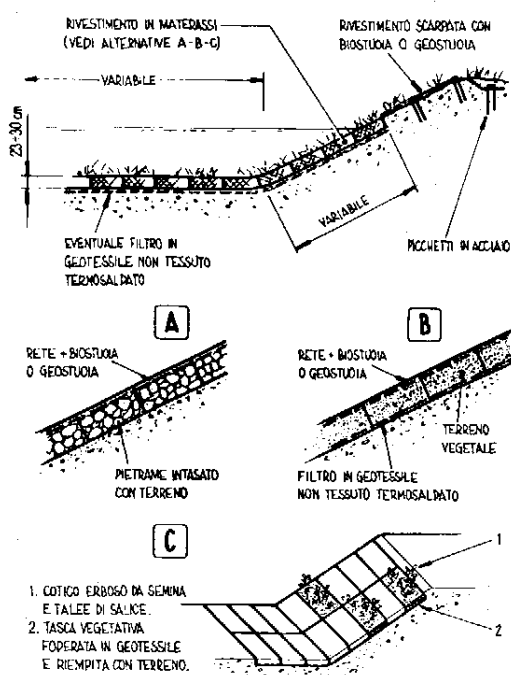 RIVESTIMENTO IN MATERASSI
(VEDI ALTERNATIVE A-B-C)
RIVESTIMENTO SCARPATA CON
BIOSTUOIA O GEOSTUOIA
VARIABILE
23÷30 cm
VARIABILE
EVENTUALE FILTRO IN
GEOTESSILE NON TESSUTO
TERMOSALDATO
PICCHETTI IN ACCIAIO
A
B
RETE + BIOSTUOIA
O GEOSTUOIA
RETE + BIOSTUOIA
O GEOSTUOIA
TERRENO
VEGETALE
PIETRAME INTASATO
CON TERRENO
FILTRO IN GEOTESSILE
NON TESSUTO TERMOSALDATO
C
1
1. COTICO ERBOSO DA SEMINA
E TALEE DI SALICE.
2. TASCA VEGETATIVA
FODERATA IN GEOTESSILE
E RIEMPITA CON TERRENO.
2